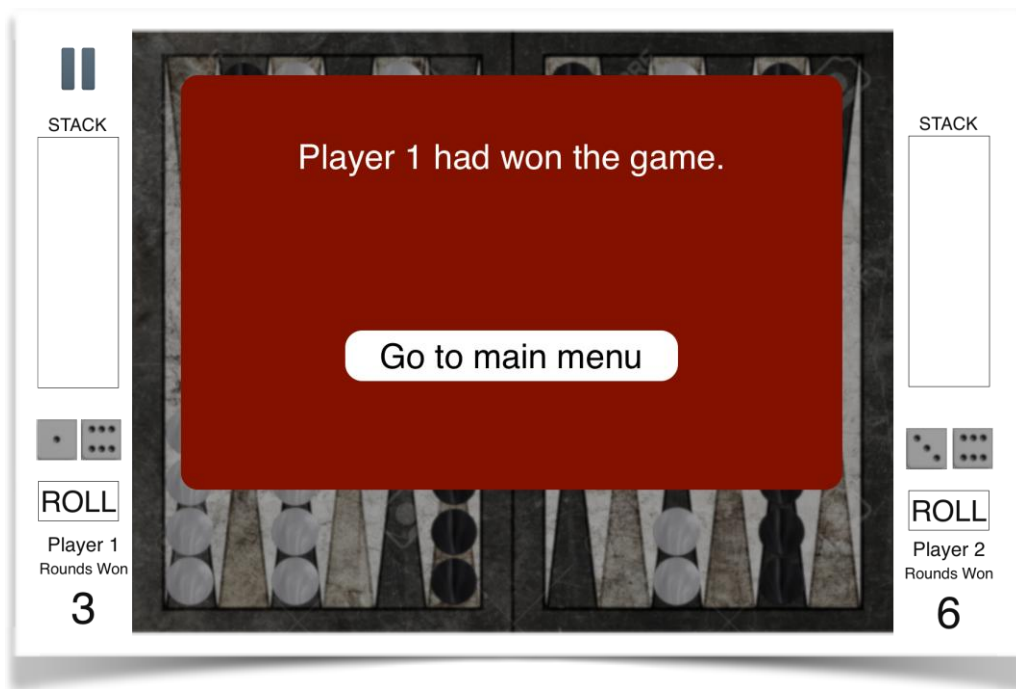 STACK
STACK
Player 1 had won the game.
Go to main menu
ROLL
Player 1
Rounds Won
3
ROLL
Player 2
Rounds Won
6